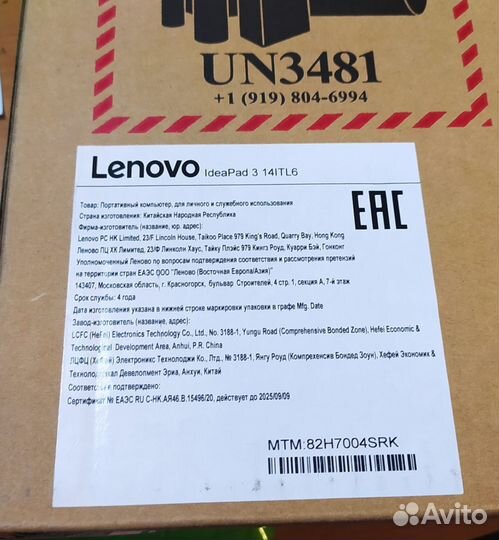 UN3481
+1 (919) 804-6994
Lenovo IdeaPad 3 14ITL6
Товар: Портативный компьютер, для личного и служебного использования
Страна изготовления: Китайская Народная Республика
Фирма-изготовитель (название, юр. адрес):
Lenovo PC HK Limited, 23/F Lincoln House, Taikoo Place 979 King's Road, Quarry Bay, Hong Kong
Леново ПЦ ХК Лимитед, 23/Ф Линколн Хаус, Тайку Плэйс 979 Кингз Роуд, Куарри Бэй, Гонконг
Уполномоченный Леново по вопросам подтверждения соответствия и рассмотрения претензий
на территории стран ЕАЭС ООО "Леново (Восточная Европа/Азия)"
143407, Московская область, г. Красногорск, бульвар Строителей, 4 стр. 1, секция А, 7-й этаж
Срок службы: 4 года
Дата изготовления указана в нижней строке маркировки упаковки в графе Mfg. Date
Завод-изготовитель (название, адрес):
LCFC (HeFei) Electronics Technology Co., Ltd., No. 3188-1, Yungu Road (Comprehensive Bonded Zone), Hefei Economic &
Technological Development Area, Anhui, P.R. China
ЛЦФЦ (Хэфэй) Электроникс Технолоджи Ко., Лтд., № 3188-1, Янгу Роуд (Компрехенсив Бондед Зоун), Хефей Экономик &
Технолоджикал Девелопмент Эриа, Анхуи, Китай
Соответствие подтверждено:
Сертификат № ЕАЭС RU C-HK.АЯ46.В.15496/20, действует до 2025/09/09
EAC
MTM:82H7004SRK
Avito